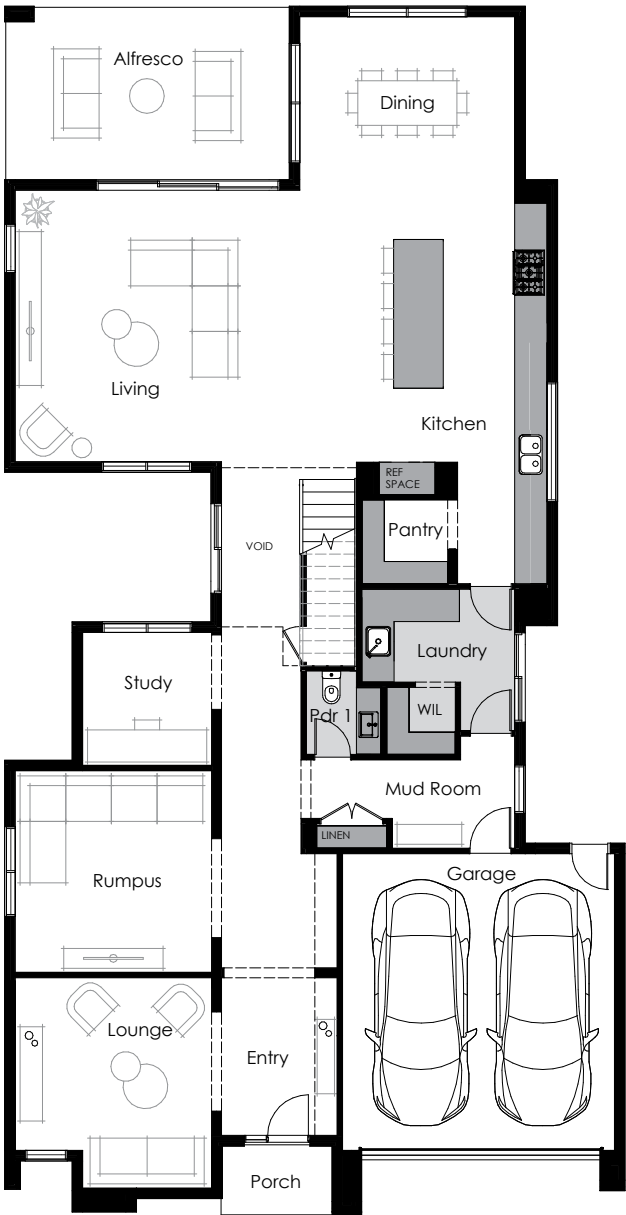 Alfresco
Dining
Living
Kitchen
REF
SPACE
Pantry
VOID
Laundry
Study
Pdr 1
WIL
Mud Room
LINEN
Rumpus
Garage
Lounge
Entry
Porch